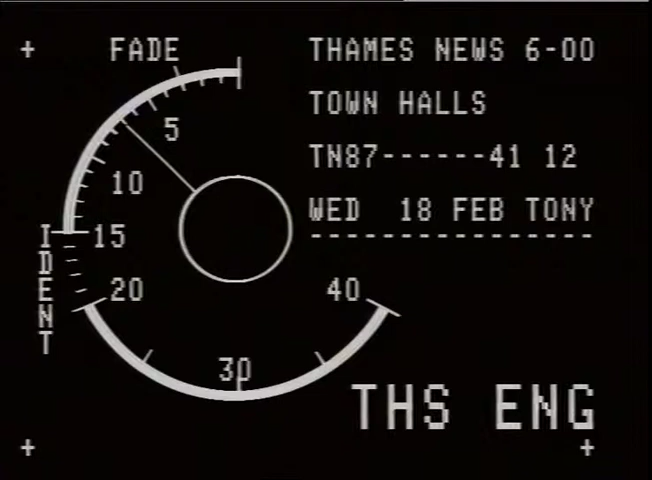 FADE
THAMES NEWS 6-00
TOWN HALLS
TN87------41 12
WED 18 FEB TONY
----------------
5
10
15
20
30
40
IDENT
THS ENG